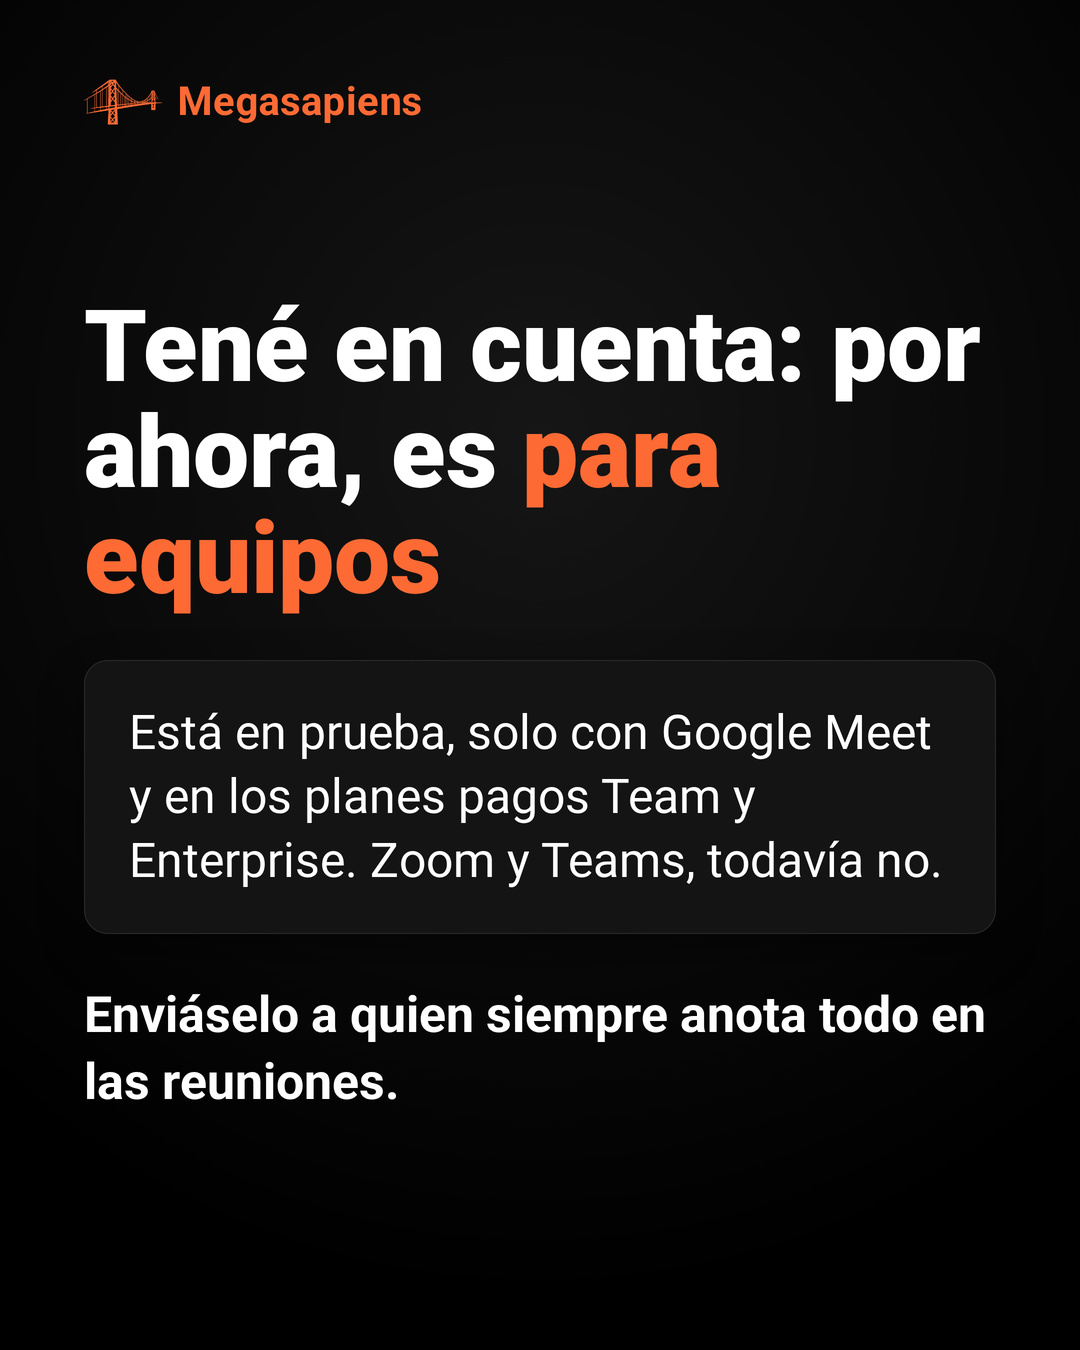 Megasapiens
Tené en cuenta: por
ahora, es para
equipos
Está en prueba, solo con Google Meet
y en los planes pagos Team y
Enterprise. Zoom y Teams, todavía no.
Enviáselo a quien siempre anota todo en
las reuniones.